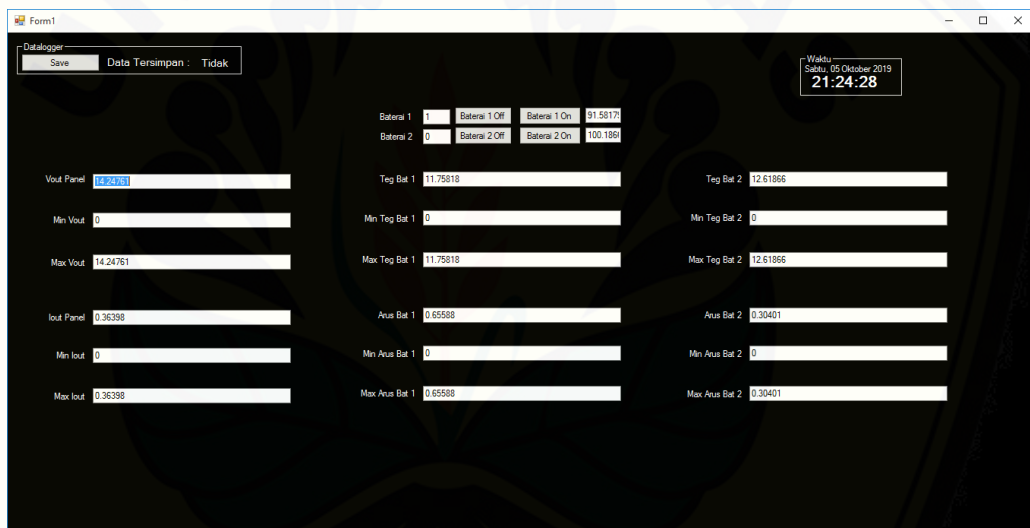 Form1
Datalogger
Save Data Tersimpan : Tidak
Waktu
Sabtu, 05 Oktober 2019
21:24:28
Baterai 1 1 Baterai 1 Off Baterai 1 On 91.5817
Baterai 2 0 Baterai 2 Off Baterai 2 On 100.186
Vout Panel 14.24761 Teg Bat 1 11.75818 Teg Bat 2 12.61866
Min Vout 0 Min Teg Bat 1 0 Min Teg Bat 2 0
Max Vout 14.24761 Max Teg Bat 1 11.75818 Max Teg Bat 2 12.61866
Iout Panel 0.36398 Arus Bat 1 0.65588 Arus Bat 2 0.30401
Min Iout 0 Min Arus Bat 1 0 Min Arus Bat 2 0
Max Iout 0.36398 Max Arus Bat 1 0.65588 Max Arus Bat 2 0.30401